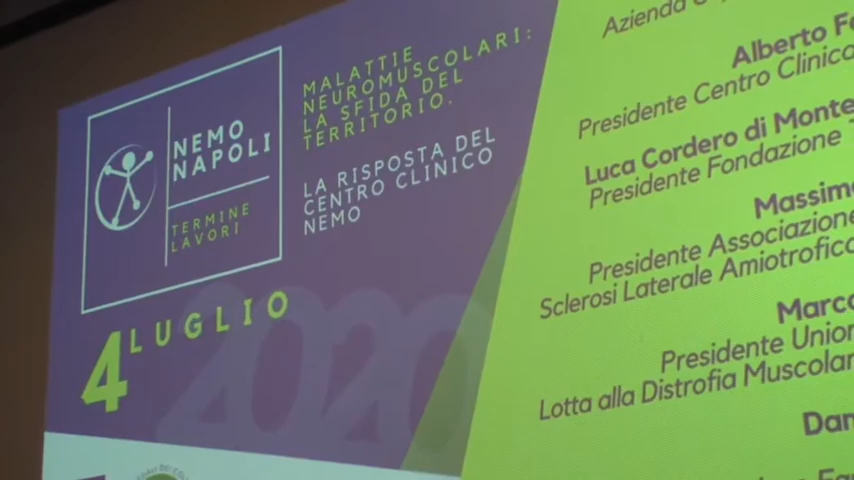 NEMO
NAPOLI
TERMINE
LAVORI
MALATTIE
NEUROMUSCOLARI:
LA SFIDA DEL
TERRITORIO.
LA RISPOSTA DEL
CENTRO CLINICO
NEMO
4 LUGLIO
2020
Azienda
Alberto
Presidente Centro Clinico
Luca Cordero di Monte
Presidente Fondazione
Massimo
Presidente Associazione
Sclerosi Laterale Amiotrofica
Marco
Presidente Union
Lotta alla Distrofia Muscolar
Dan